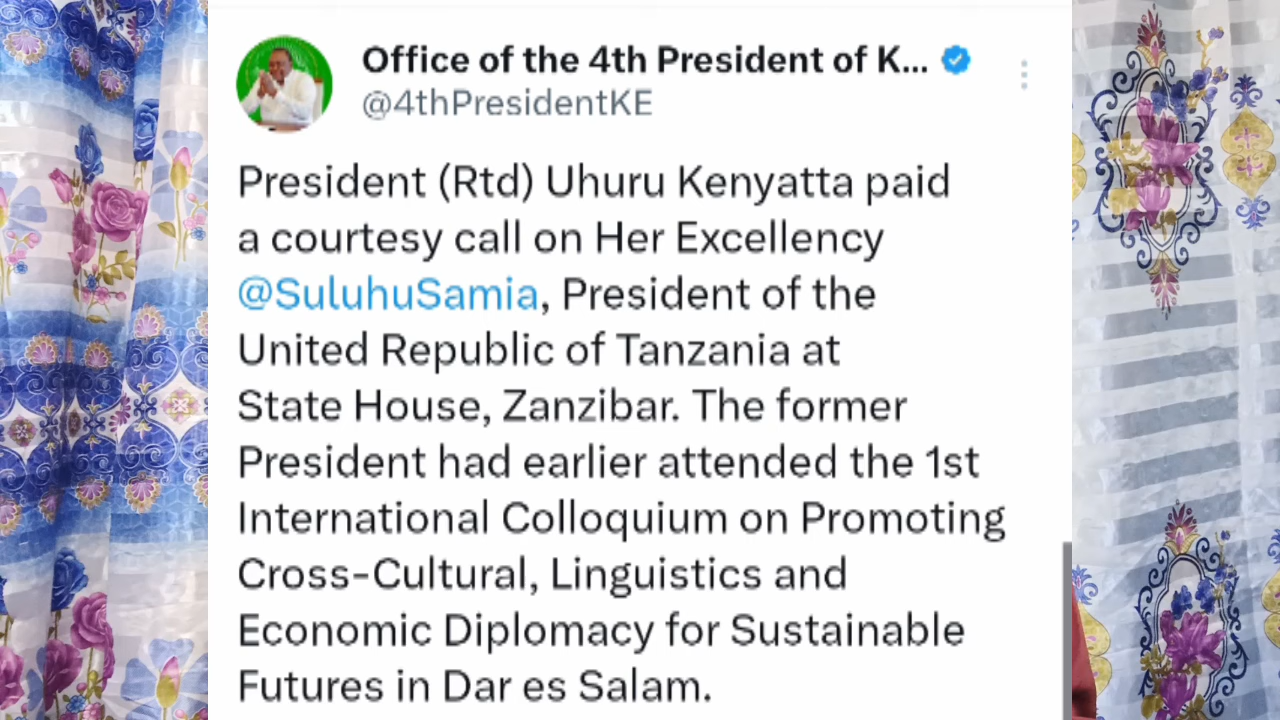 Office of the 4th President of K...
@4thPresidentKE
President (Rtd) Uhuru Kenyatta paid
a courtesy call on Her Excellency
@SuluhuSamia, President of the
United Republic of Tanzania at
State House, Zanzibar. The former
President had earlier attended the 1st
International Colloquium on Promoting
Cross-Cultural, Linguistics and
Economic Diplomacy for Sustainable
Futures in Dar es Salam.